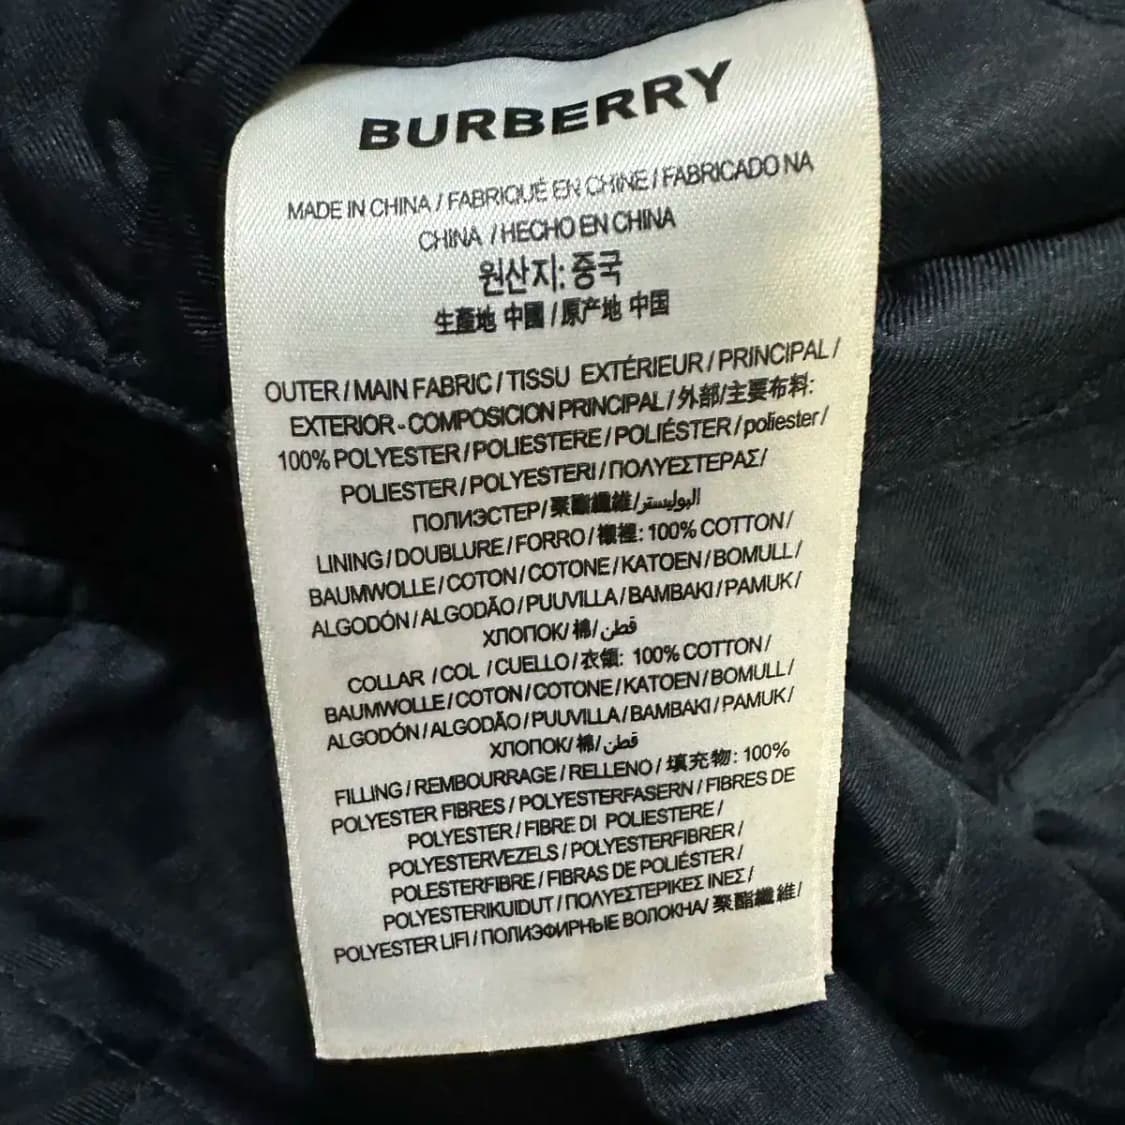 BURBERRY
MADE IN CHINA / FABRIQUÉ EN CHINE / FABRICADO NA
CHINA / HECHO EN CHINA
원산지: 중국
生產地 中國 / 原产地 中国
OUTER / MAIN FABRIC / TISSU EXTÉRIEUR / PRINCIPAL /
EXTERIOR - COMPOSICION PRINCIPAL / 外部/主要布料:
100% POLYESTER / POLIESTERE / POLIÉSTER / poliester /
POLIESTER / POLYESTERI / ΠΟΛΥΕΣΤΕΡΑΣ/
ПОЛИЭСТЕР/ 聚酯纖維/البوليستر
LINING / DOUBLURE / FORRO / 襯裡: 100% COTTON /
BAUMWOLLE / COTON / COTONE / KATOEN / BOMULL /
ALGODÓN / ALGODÃO / PUUVILLA / BAMBAKI / PAMUK /
ХЛОПОК/ 棉/ قطن
COLLAR / COL / CUELLO / 衣領: 100% COTTON /
BAUMWOLLE / COTON / COTONE / KATOEN / BOMULL /
ALGODÓN / ALGODÃO / PUUVILLA / BAMBAKI / PAMUK /
ХЛОПОК/ 棉/ قطن
FILLING / REMBOURRAGE / RELLENO / 填充物: 100%
POLYESTER FIBRES / POLYESTERFASERN / FIBRES DE
POLYESTER / FIBRE DI POLIESTERE /
POLYESTERVEZELS / POLYESTERFIBRER /
POLESTERFIBRE / FIBRAS DE POLIÉSTER /
POLYESTERIKUIDUT / ΠΟΛΥΕΣΤΕΡΙΚΕΣ ΙΝΕΣ /
POLYESTER LIFI / ПОЛИЭФИРНЫЕ ВОЛОКНА/ 聚酯纖維/